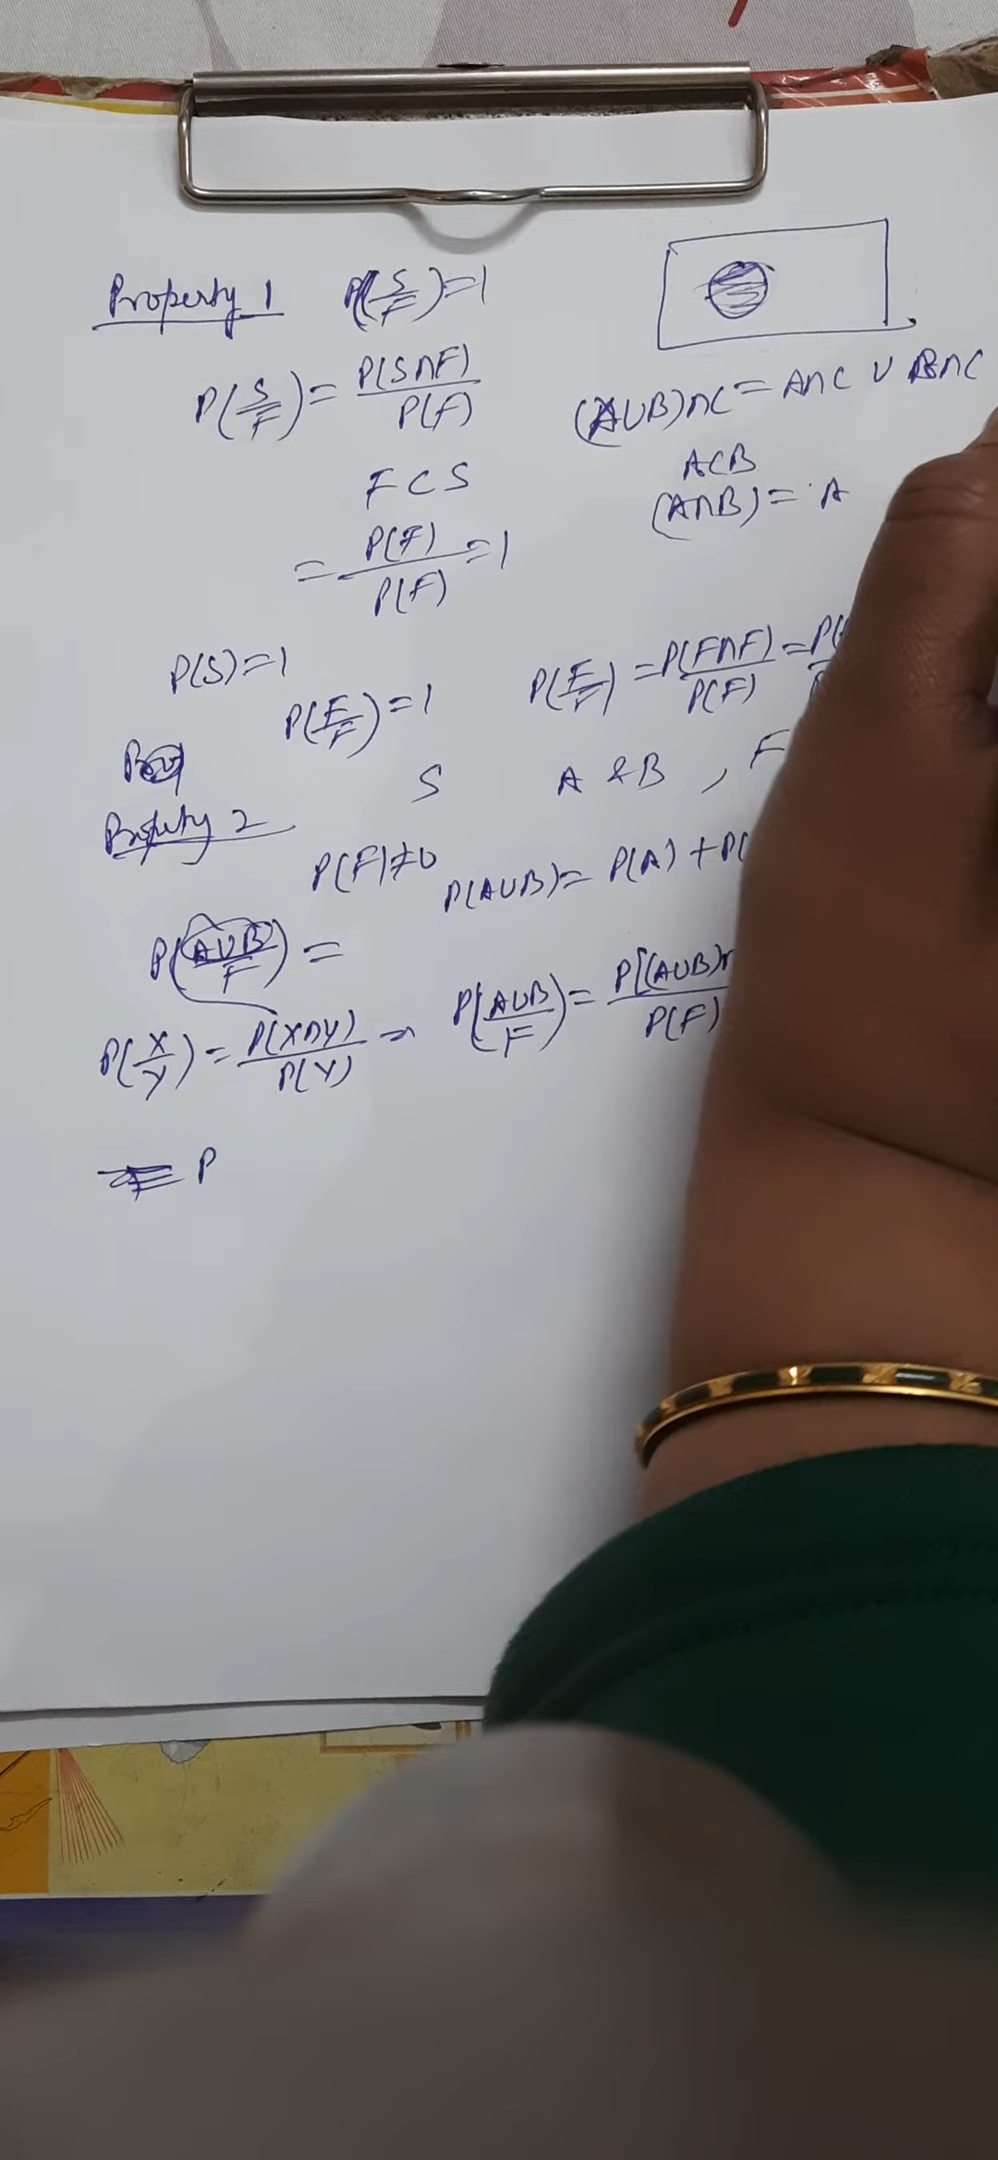 Property 1 P(S/F)=1
P(S/F) = P(S∩F)/P(F)
(A∪B)∩C = A∩C ∪ B∩C
F⊂S
A⊂B
(A∩B) = A
= P(F)/P(F) = 1
P(S)=1
P(F/F)=1
P(F/F) = P(F∩F)/P(F) =
S A & B , F
Property 2
P(F)≠0
P(A∪B) = P(A) +
P(A∪B/F) =
P(A∪B/F) = P[(A∪B)/P(F)
P(X/Y) = P(X∩Y)/P(Y)
= P